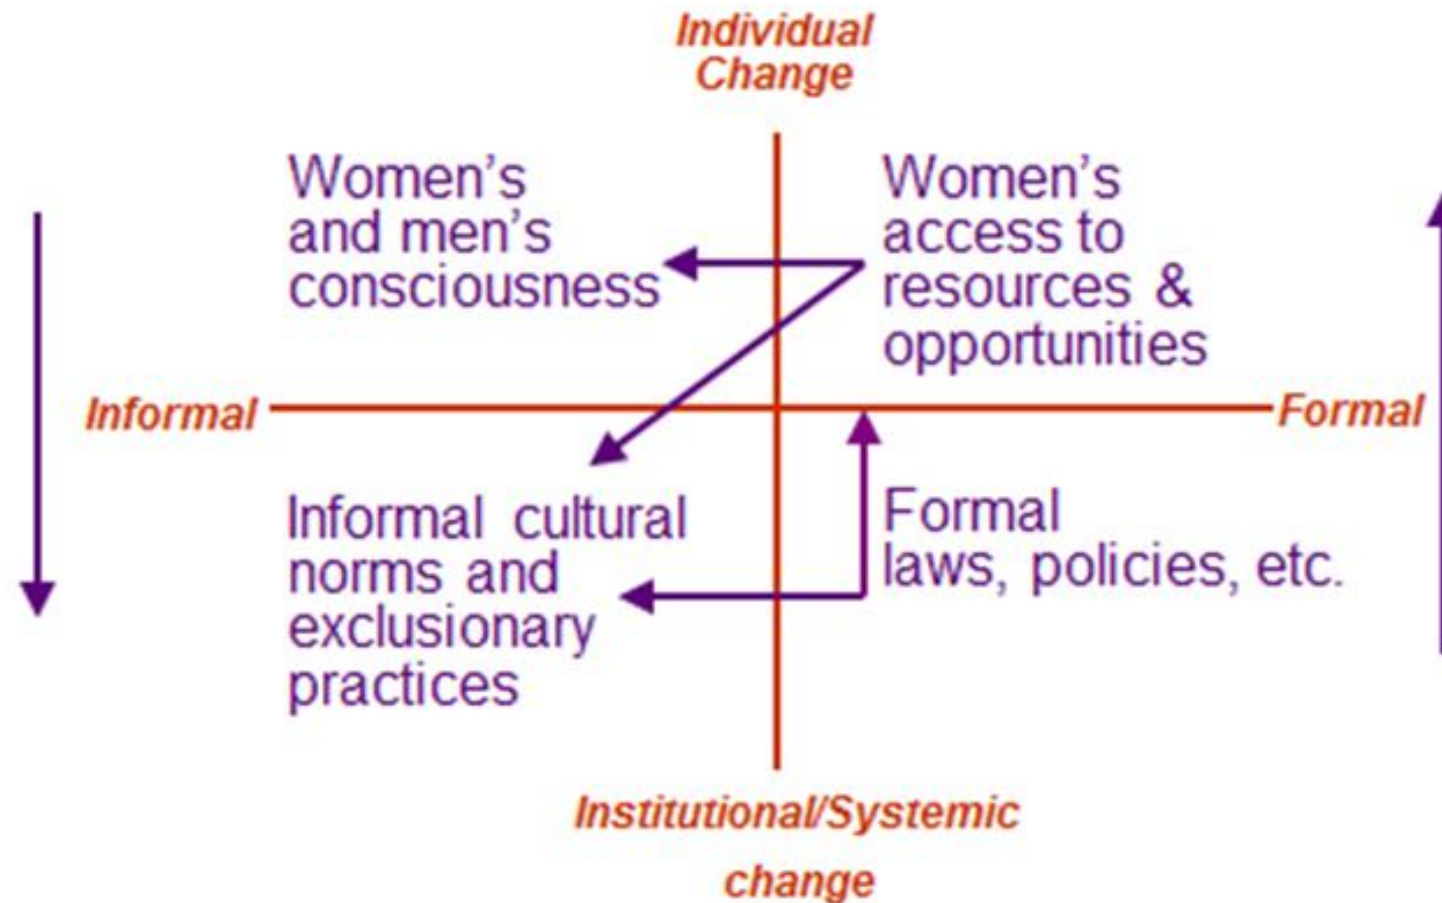 Individual
Change
Women's
and men's
consciousness
Women's
access to
resources &
opportunities
Informal
Formal
Informal cultural
norms and
exclusionary
practices
Formal
laws, policies, etc.
Institutional/Systemic
change